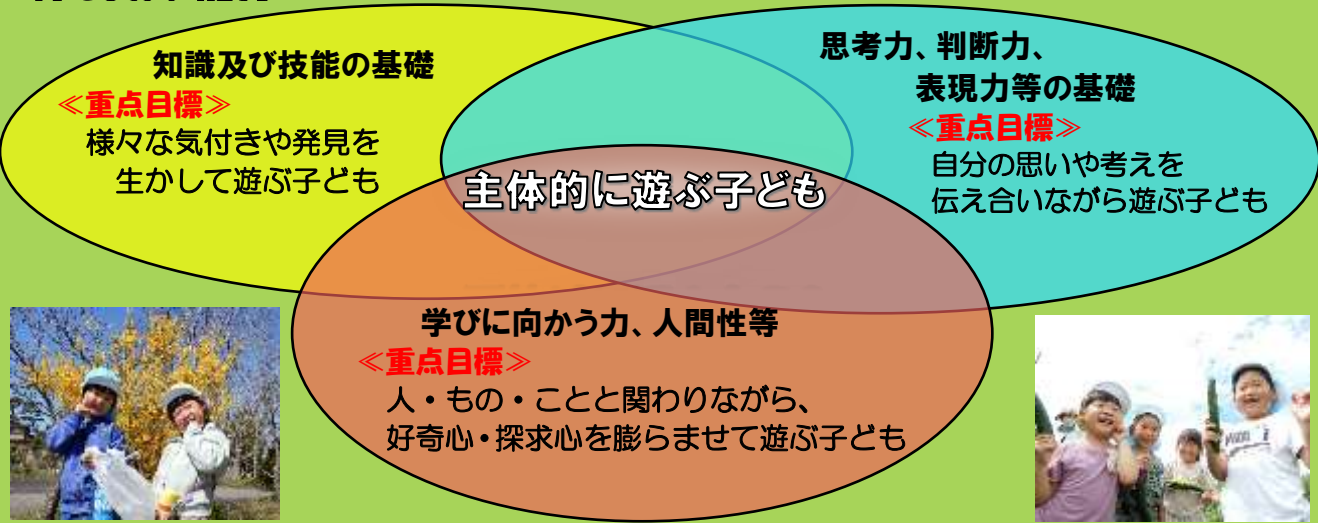 知識及び技能の基礎
≪重点目標≫
様々な気付きや発見を
生かして遊ぶ子ども
思考力、判断力、
表現力等の基礎
≪重点目標≫
自分の思いや考えを
伝え合いながら遊ぶ子ども
主体的に遊ぶ子ども
学びに向かう力、人間性等
≪重点目標≫
人・もの・ことと関わりながら、
好奇心・探求心を膨らませて遊ぶ子ども